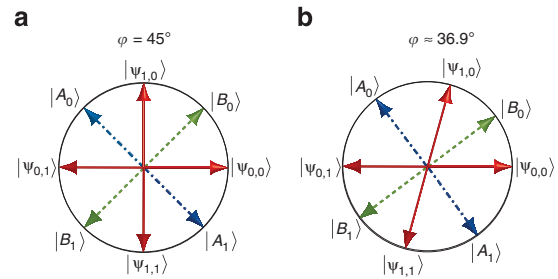 a
φ = 45°
|ψ1,0⟩
|A0⟩
|B0⟩
|ψ0,1⟩
|ψ0,0⟩
|B1⟩
|A1⟩
|ψ1,1⟩
b
φ ≈ 36.9°
|ψ1,0⟩
|A0⟩
|B0⟩
|ψ0,1⟩
|ψ0,0⟩
|B1⟩
|A1⟩
|ψ1,1⟩